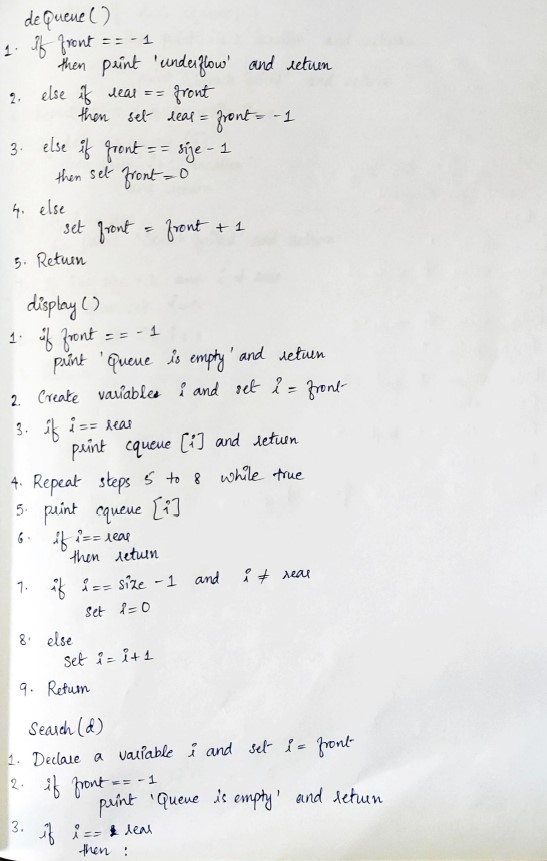 deQueue()
1. if front == -1
then print 'underflow' and return
2. else if rear == front
then set rear = front = -1
3. else if front == size - 1
then set front = 0
4. else
set front = front + 1
5. Return
display()
1. if front == -1
print 'Queue is empty' and return
2. Create variables i and set i = front
3. if i == rear
print cqueue [i] and return
4. Repeat steps 5 to 8 while true
5. print cqueue [i]
6. if i == rear
then return
7. if i == size - 1 and i ≠ rear
set i = 0
8. else
set i = i + 1
9. Return
Search(d)
1. Declare a variable i and set i = front
2. if front == -1
print 'Queue is empty' and return
3. if i == rear
then :